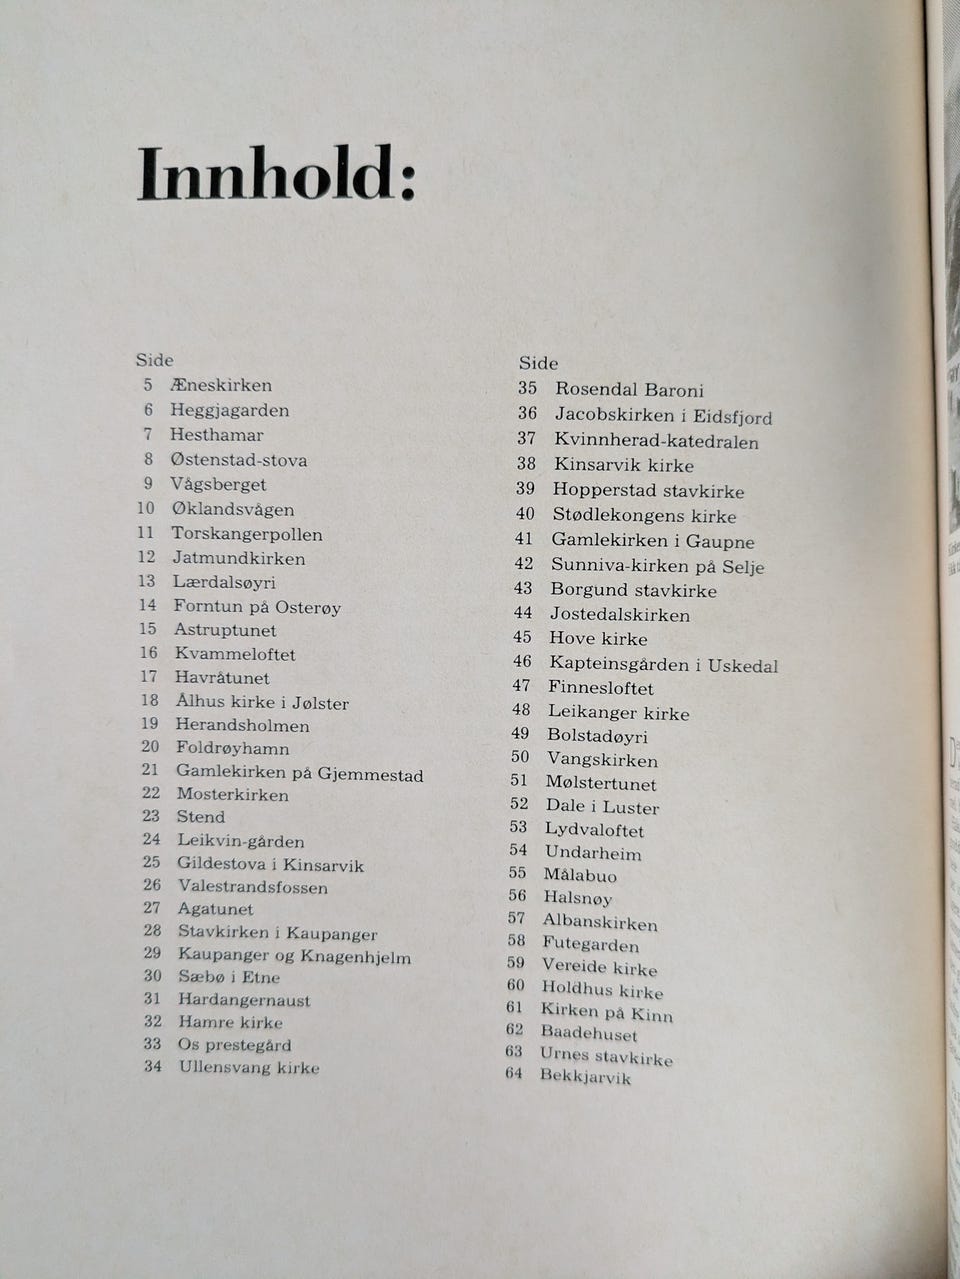 Innhold:
Side
5 Æneskirken
6 Heggjagarden
7 Hesthamar
8 Østenstad-stova
9 Vågsberget
10 Øklandsvågen
11 Torskangerpollen
12 Jatmundkirken
13 Lærdalsøyri
14 Forntun på Osterøy
15 Astruptunet
16 Kvammeloftet
17 Havråtunet
18 Ålhus kirke i Jølster
19 Herandsholmen
20 Foldrøyhamn
21 Gamlekirken på Gjemmestad
22 Mosterkirken
23 Stend
24 Leikvin-gården
25 Gildestova i Kinsarvik
26 Valestrandsfossen
27 Agatunet
28 Stavkirken i Kaupanger
29 Kaupanger og Knagenhjelm
30 Sæbø i Etne
31 Hardangernaust
32 Hamre kirke
33 Os prestegård
34 Ullensvang kirke
Side
35 Rosendal Baroni
36 Jacobskirken i Eidsfjord
37 Kvinnherad-katedralen
38 Kinsarvik kirke
39 Hopperstad stavkirke
40 Stødlekongens kirke
41 Gamlekirken i Gaupne
42 Sunniva-kirken på Selje
43 Borgund stavkirke
44 Jostedalskirken
45 Hove kirke
46 Kapteinsgården i Uskedal
47 Finnesloftet
48 Leikanger kirke
49 Bolstadøyri
50 Vangskirken
51 Mølstertunet
52 Dale i Luster
53 Lydvaloftet
54 Undarheim
55 Målabuo
56 Halsnøy
57 Albanskirken
58 Futegarden
59 Vereide kirke
60 Holdhus kirke
61 Kirken på Kinn
62 Baadehuset
63 Urnes stavkirke
64 Bekkjarvik